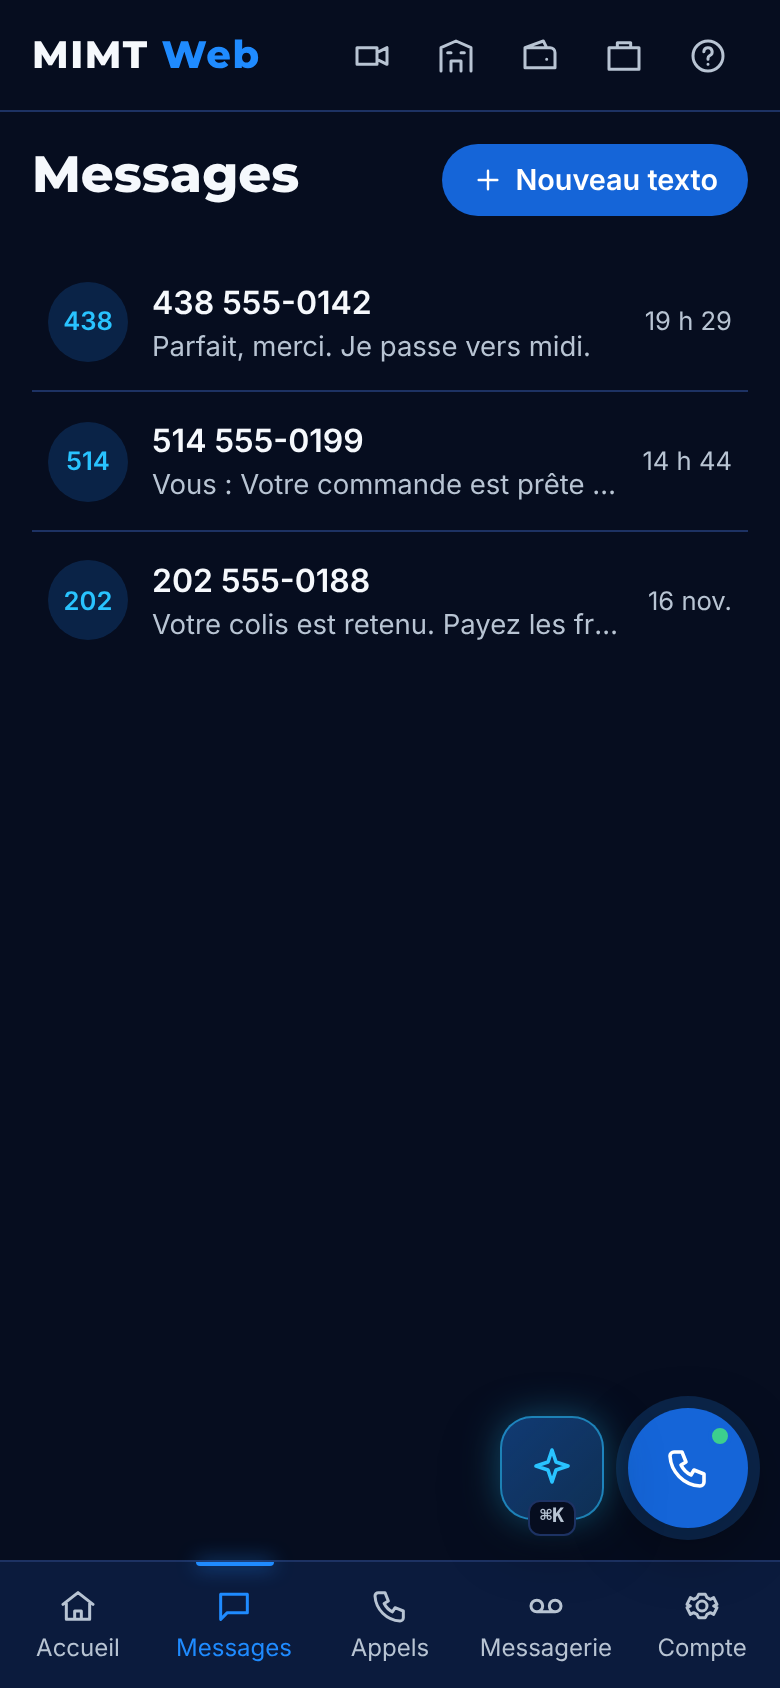 MIMT Web
Messages
Nouveau texto
438
438 555-0142
19 h 29
Parfait, merci. Je passe vers midi.
514
514 555-0199
14 h 44
Vous : Votre commande est prête ...
202
202 555-0188
16 nov.
Votre colis est retenu. Payez les fr...
⌘K
Accueil
Messages
Appels
Messagerie
Compte